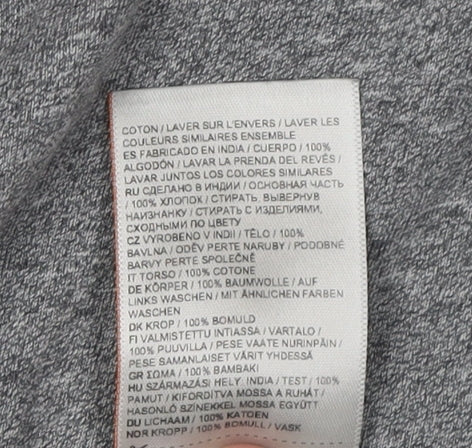 COTON / LAVER SUR L'ENVERS / LAVER LES
COULEURS SIMILAIRES ENSEMBLE
ES FABRICADO EN INDIA / CUERPO / 100%
ALGODÓN / LAVAR LA PRENDA DEL REVÉS /
LAVAR JUNTOS LOS COLORES SIMILARES
RU СДЕЛАНО В ИНДИИ / ОСНОВНАЯ ЧАСТЬ
/ 100% ХЛОПОК / СТИРАТЬ, ВЫВЕРНУВ
НАИЗНАНКУ / СТИРАТЬ С ИЗДЕЛИЯМИ,
СХОДНЫМИ ПО ЦВЕТУ
CZ VYROBENO V INDII / TĚLO / 100%
BAVLNA / ODĚV PERTE NARUBY / PODOBNÉ
BARVY PERTE SPOLEČNĚ
IT TORSO / 100% COTONE
DE KÖRPER / 100% BAUMWOLLE / AUF
LINKS WASCHEN / MIT ÄHNLICHEN FARBEN
WASCHEN
DK KROP / 100% BOMULD
FI VALMISTETTU INTIASSA / VARTALO /
100% PUUVILLA / PESE VAATE NURINPÄIN /
PESE SAMANLAISET VÄRIT YHDESSÄ
GR ΣΩΜΑ / 100% ΒΑΜΒΑΚΙ
HU SZÁRMAZÁSI HELY: INDIA / TEST / 100%
PAMUT / KIFORDÍTVA MOSSA A RUHÁT /
HASONLÓ SZÍNEKKEL MOSSA EGYÜTT
DU LICHAAM / 100% KATOEN
NOR KROPP / 100% BOMULL / VASK